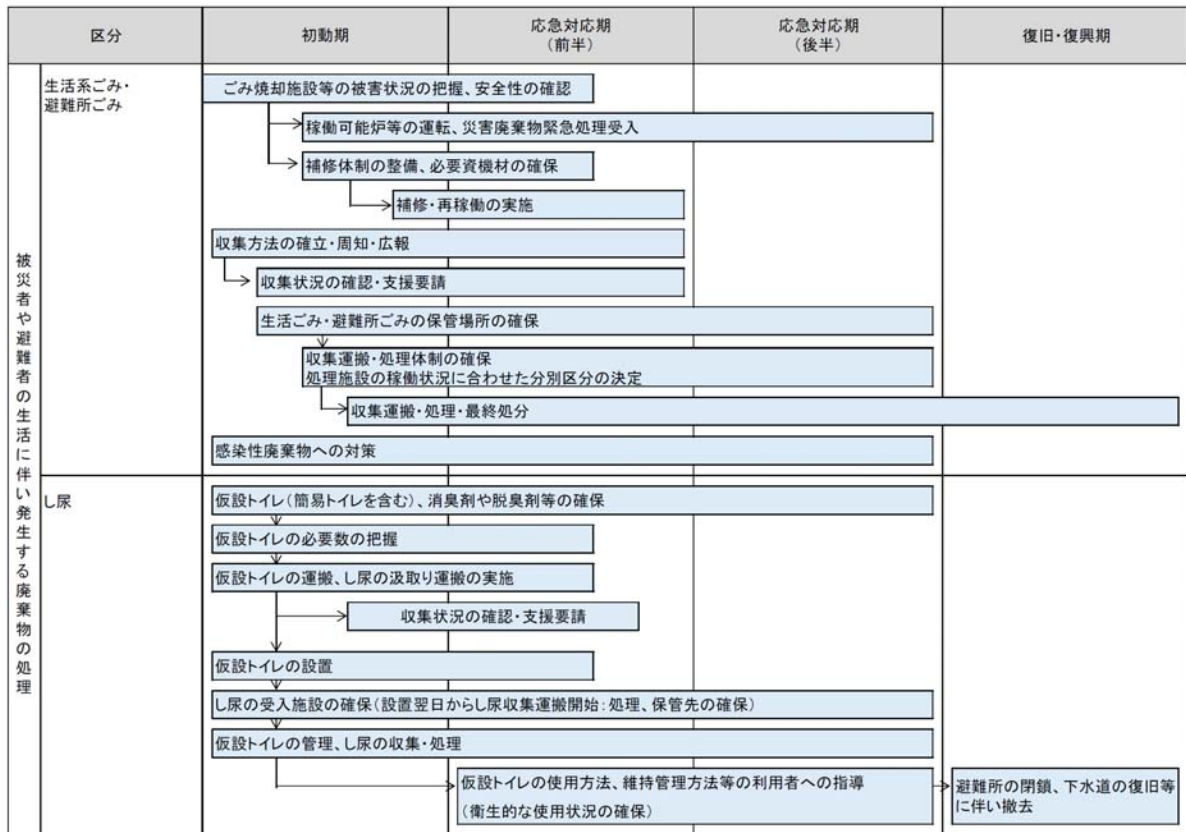 区分
初動期
応急対応期
(前半)
応急対応期
(後半)
復旧・復興期
被災者や避難者の生活に伴い発生する廃棄物の処理
生活系ごみ・
避難所ごみ
ごみ焼却施設等の被害状況の把握、安全性の確認
稼働可能炉等の運転、災害廃棄物緊急処理受入
補修体制の整備、必要資機材の確保
補修・再稼働の実施
収集方法の確立・周知・広報
収集状況の確認・支援要請
生活ごみ・避難所ごみの保管場所の確保
収集運搬・処理体制の確保
処理施設の稼働状況に合わせた分別区分の決定
収集運搬・処理・最終処分
感染性廃棄物への対策
し尿
仮設トイレ(簡易トイレを含む)、消臭剤や脱臭剤等の確保
仮設トイレの必要数の把握
仮設トイレの運搬、し尿の汲取り運搬の実施
収集状況の確認・支援要請
仮設トイレの設置
し尿の受入施設の確保(設置翌日からし尿収集運搬開始:処理、保管先の確保)
仮設トイレの管理、し尿の収集・処理
仮設トイレの使用方法、維持管理方法等の利用者への指導
(衛生的な使用状況の確保)
避難所の閉鎖、下水道の復旧等
に伴い撤去